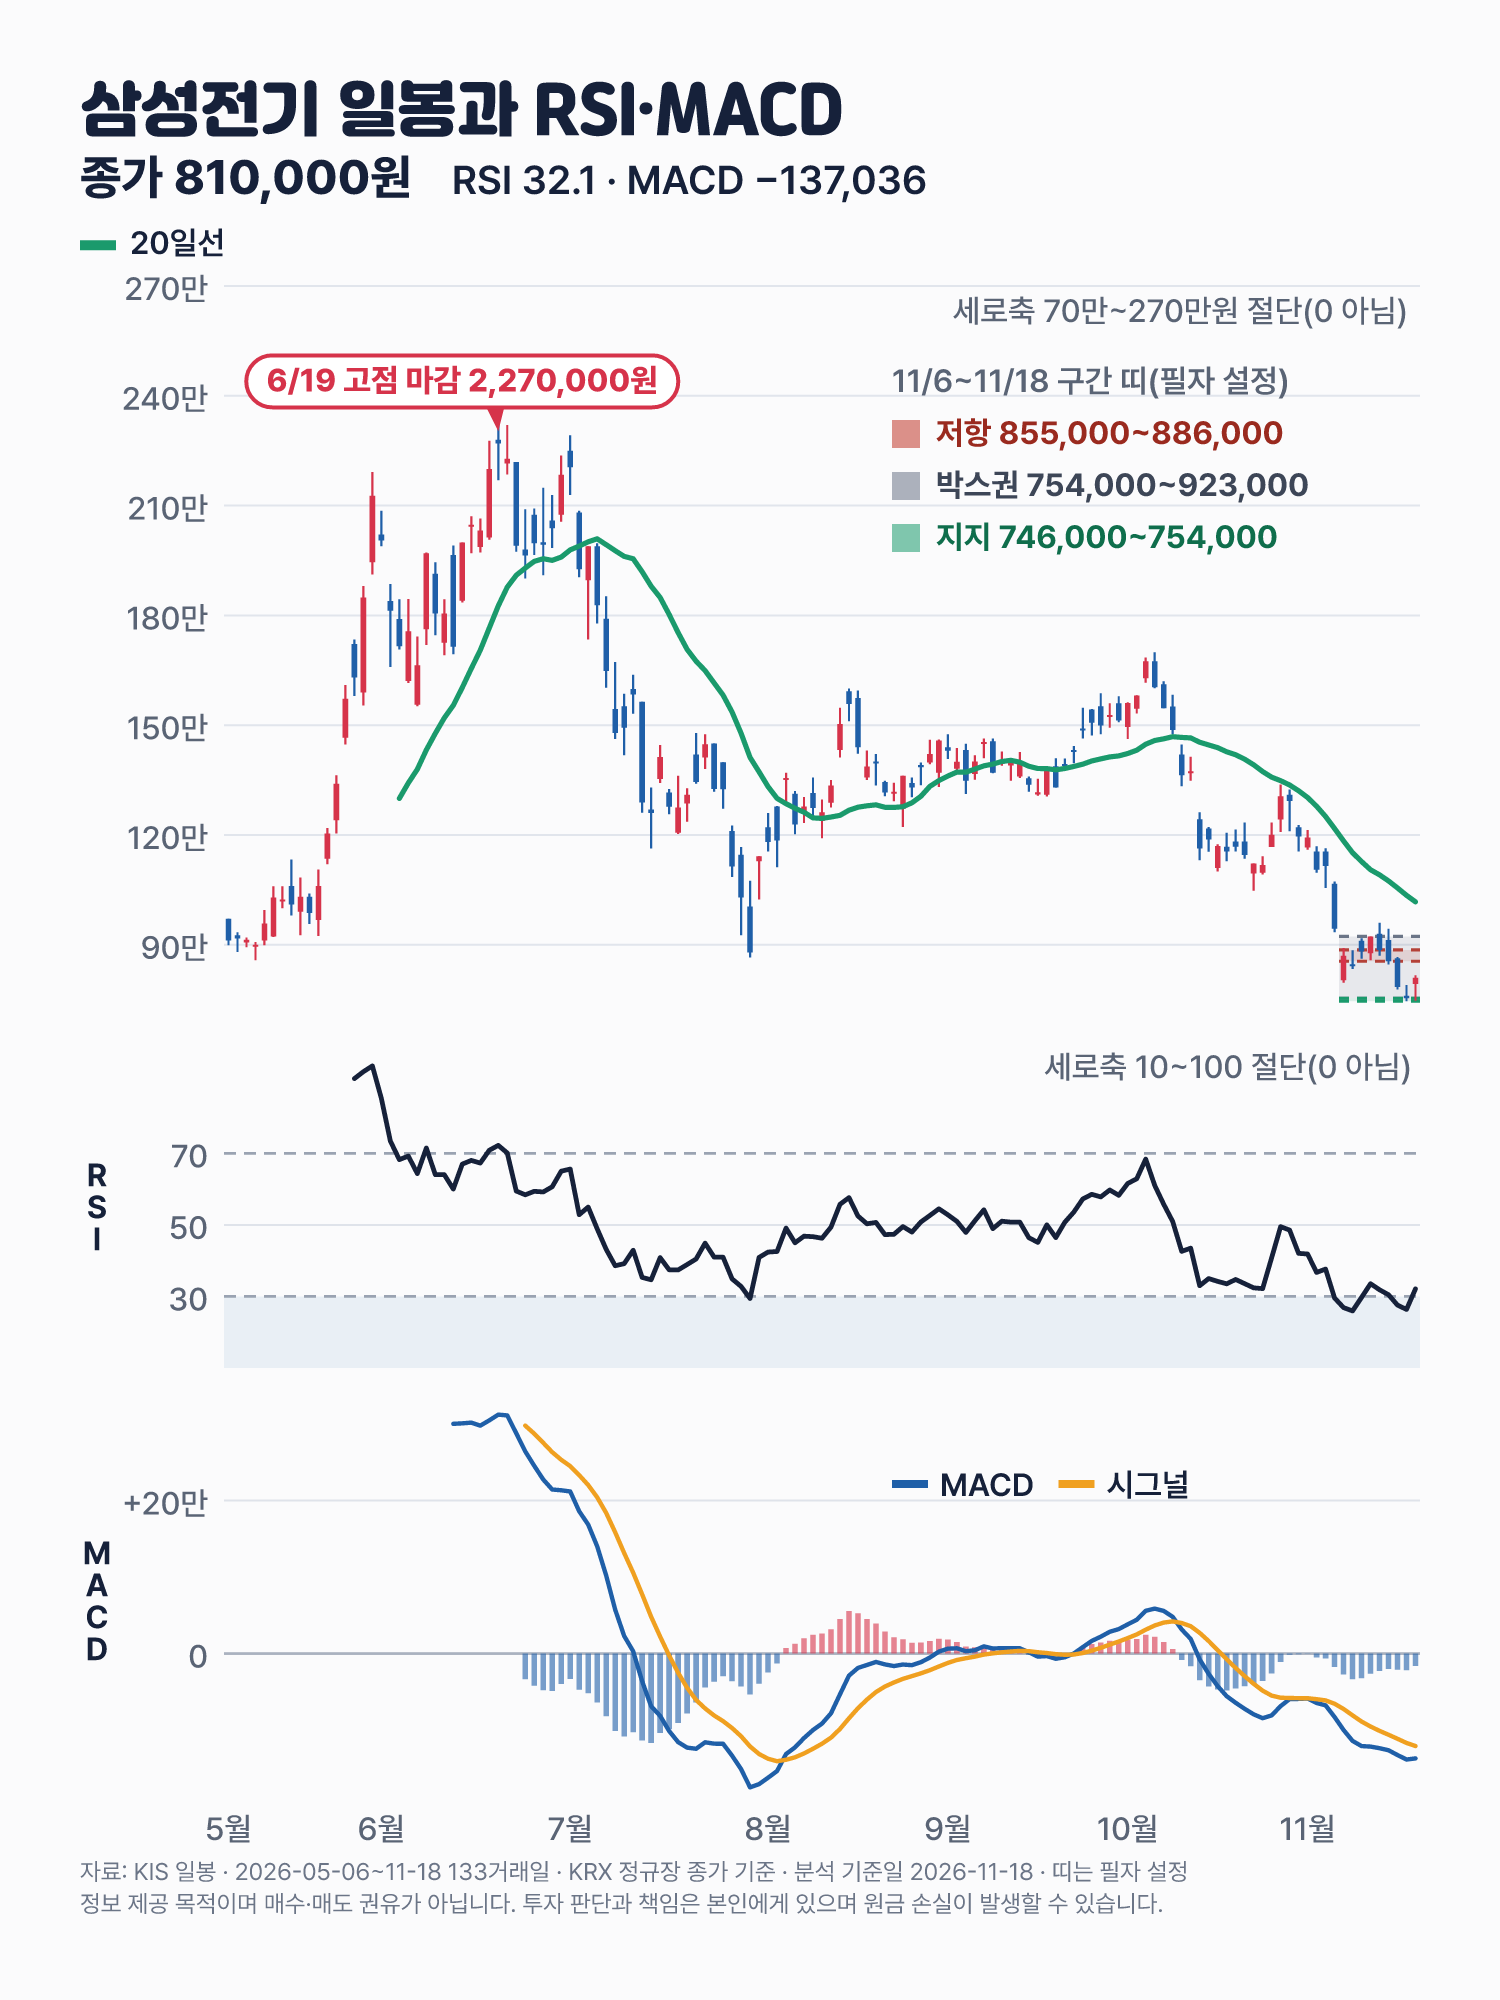 삼성전기 일봉과 RSI·MACD
종가 810,000원 RSI 32.1 · MACD −137,036
20일선
270만
세로축 70만~270만원 절단(0 아님)
6/19 고점 마감 2,270,000원
11/6~11/18 구간 띠(필자 설정)
240만
저항 855,000~886,000
박스권 754,000~923,000
210만
지지 746,000~754,000
180만
150만
120만
90만
세로축 10~100 절단(0 아님)
RSI
70
50
30
MACD 시그널
+20만
MACD
0
5월 6월 7월 8월 9월 10월 11월
자료: KIS 일봉 · 2026-05-06~11-18 133거래일 · KRX 정규장 종가 기준 · 분석 기준일 2026-11-18 · 띠는 필자 설정
정보 제공 목적이며 매수·매도 권유가 아닙니다. 투자 판단과 책임은 본인에게 있으며 원금 손실이 발생할 수 있습니다.